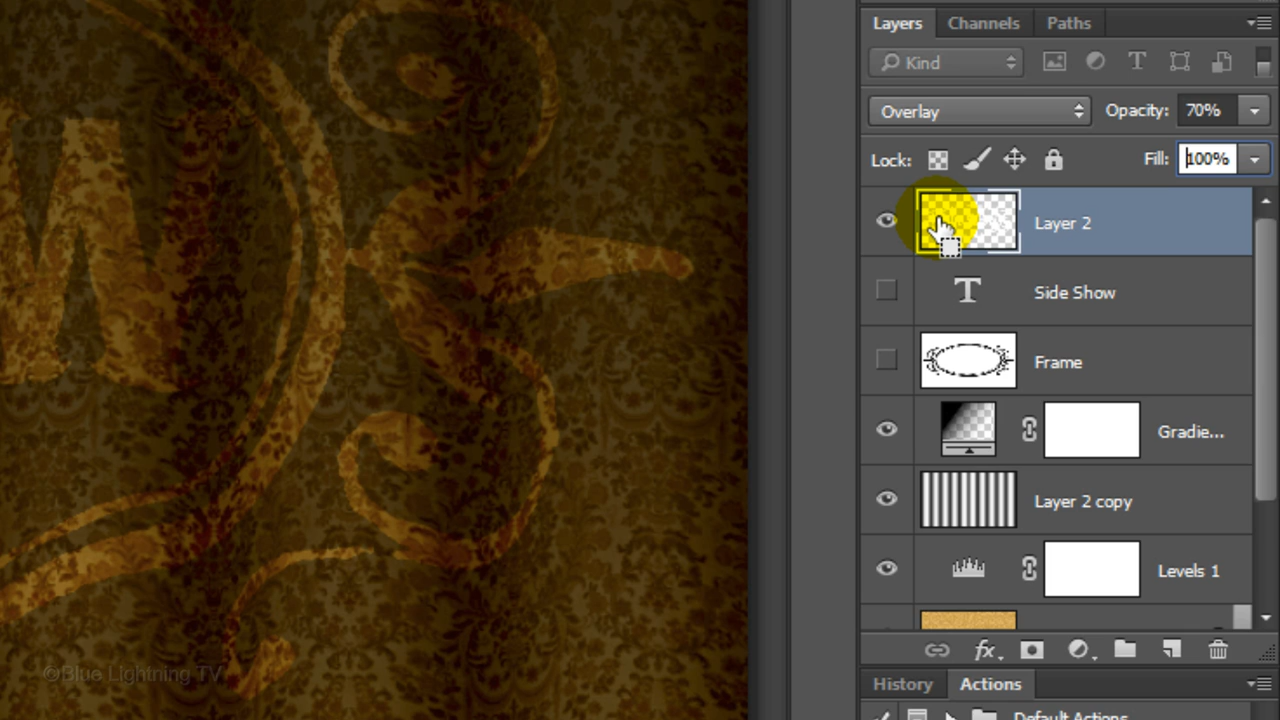 Layers Channels Paths
Kind
Overlay Opacity: 70%
Lock: Fill: 100%
Layer 2
T Side Show
Frame
Gradie...
Layer 2 copy
Levels 1
W
©Blue Lightning TV
fx
History Actions
Default Actions